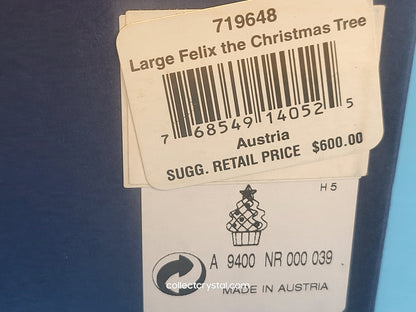 719648
Large Felix the Christmas Tree
7 68549 14052 5
Austria
SUGG. RETAIL PRICE $600.00
H 5
A 9400 NR 000 039
collectcrystal.com
MADE IN AUSTRIA